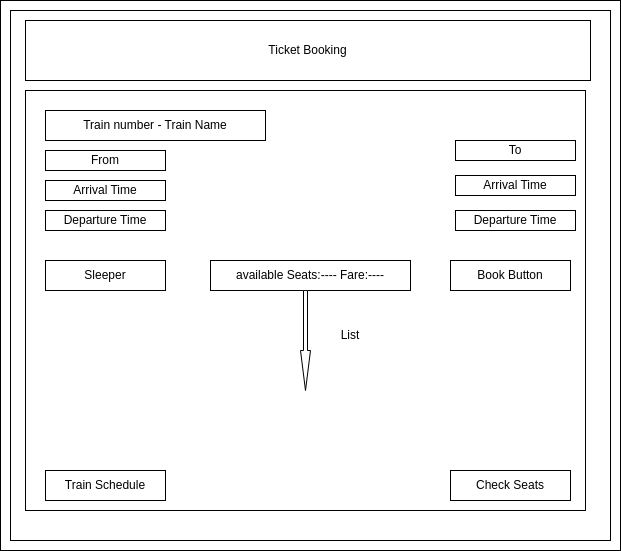 Ticket Booking
Train number - Train Name
From
To
Arrival Time
Arrival Time
Departure Time
Departure Time
Sleeper
available Seats:---- Fare:----
Book Button
List
Train Schedule
Check Seats